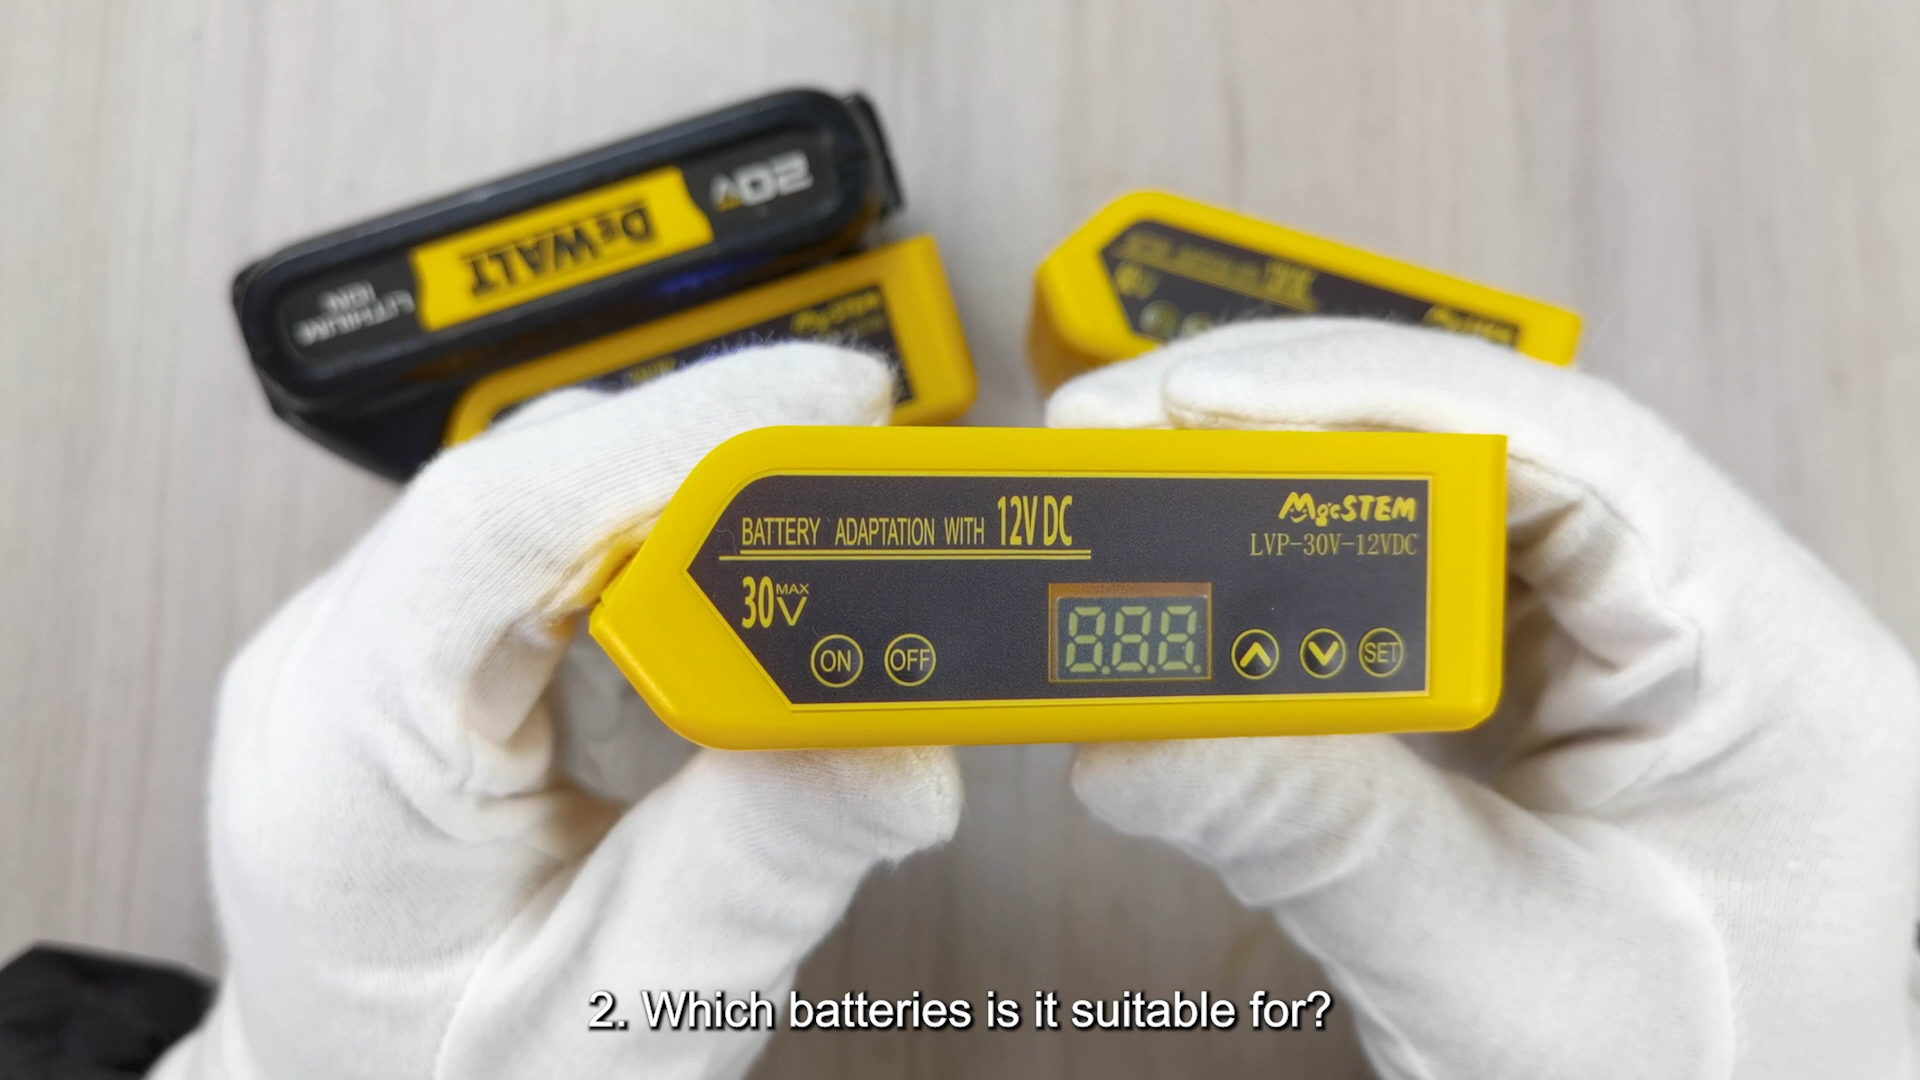 20V
DEWALT
LITHIUM
ION
MgcSTEM
BATTERY ADAPTATION WITH 12V DC
MgcSTEM
LVP-30V-12VDC
30V MAX
8.8.8.
ON
OFF
SET
2. Which batteries is it suitable for?